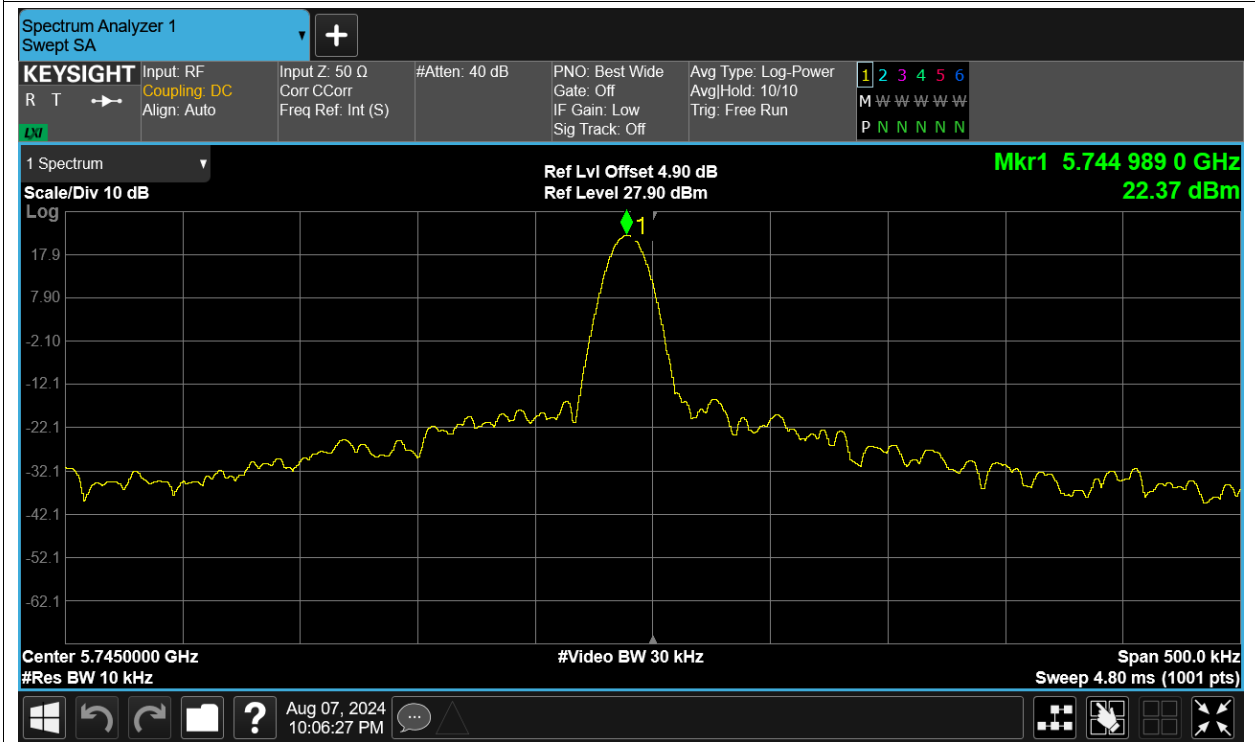 Spectrum Analyzer 1
Swept SA
KEYSIGHT
R T
LXI
Input: RF
Coupling: DC
Align: Auto
Input Z: 50 Ω
Corr CCorr
Freq Ref: Int (S)
#Atten: 40 dB
PNO: Best Wide
Gate: Off
IF Gain: Low
Sig Track: Off
Avg Type: Log-Power
Avg|Hold: 10/10
Trig: Free Run
1 2 3 4 5 6
M W W W W W
P N N N N N
1 Spectrum
Scale/Div 10 dB
Log
Ref Lvl Offset 4.90 dB
Ref Level 27.90 dBm
Mkr1 5.744 989 0 GHz
22.37 dBm
1
17.9
7.90
-2.10
-12.1
-22.1
-32.1
-42.1
-52.1
-62.1
Center 5.7450000 GHz
#Res BW 10 kHz
#Video BW 30 kHz
Span 500.0 kHz
Sweep 4.80 ms (1001 pts)
?
Aug 07, 2024
10:06:27 PM